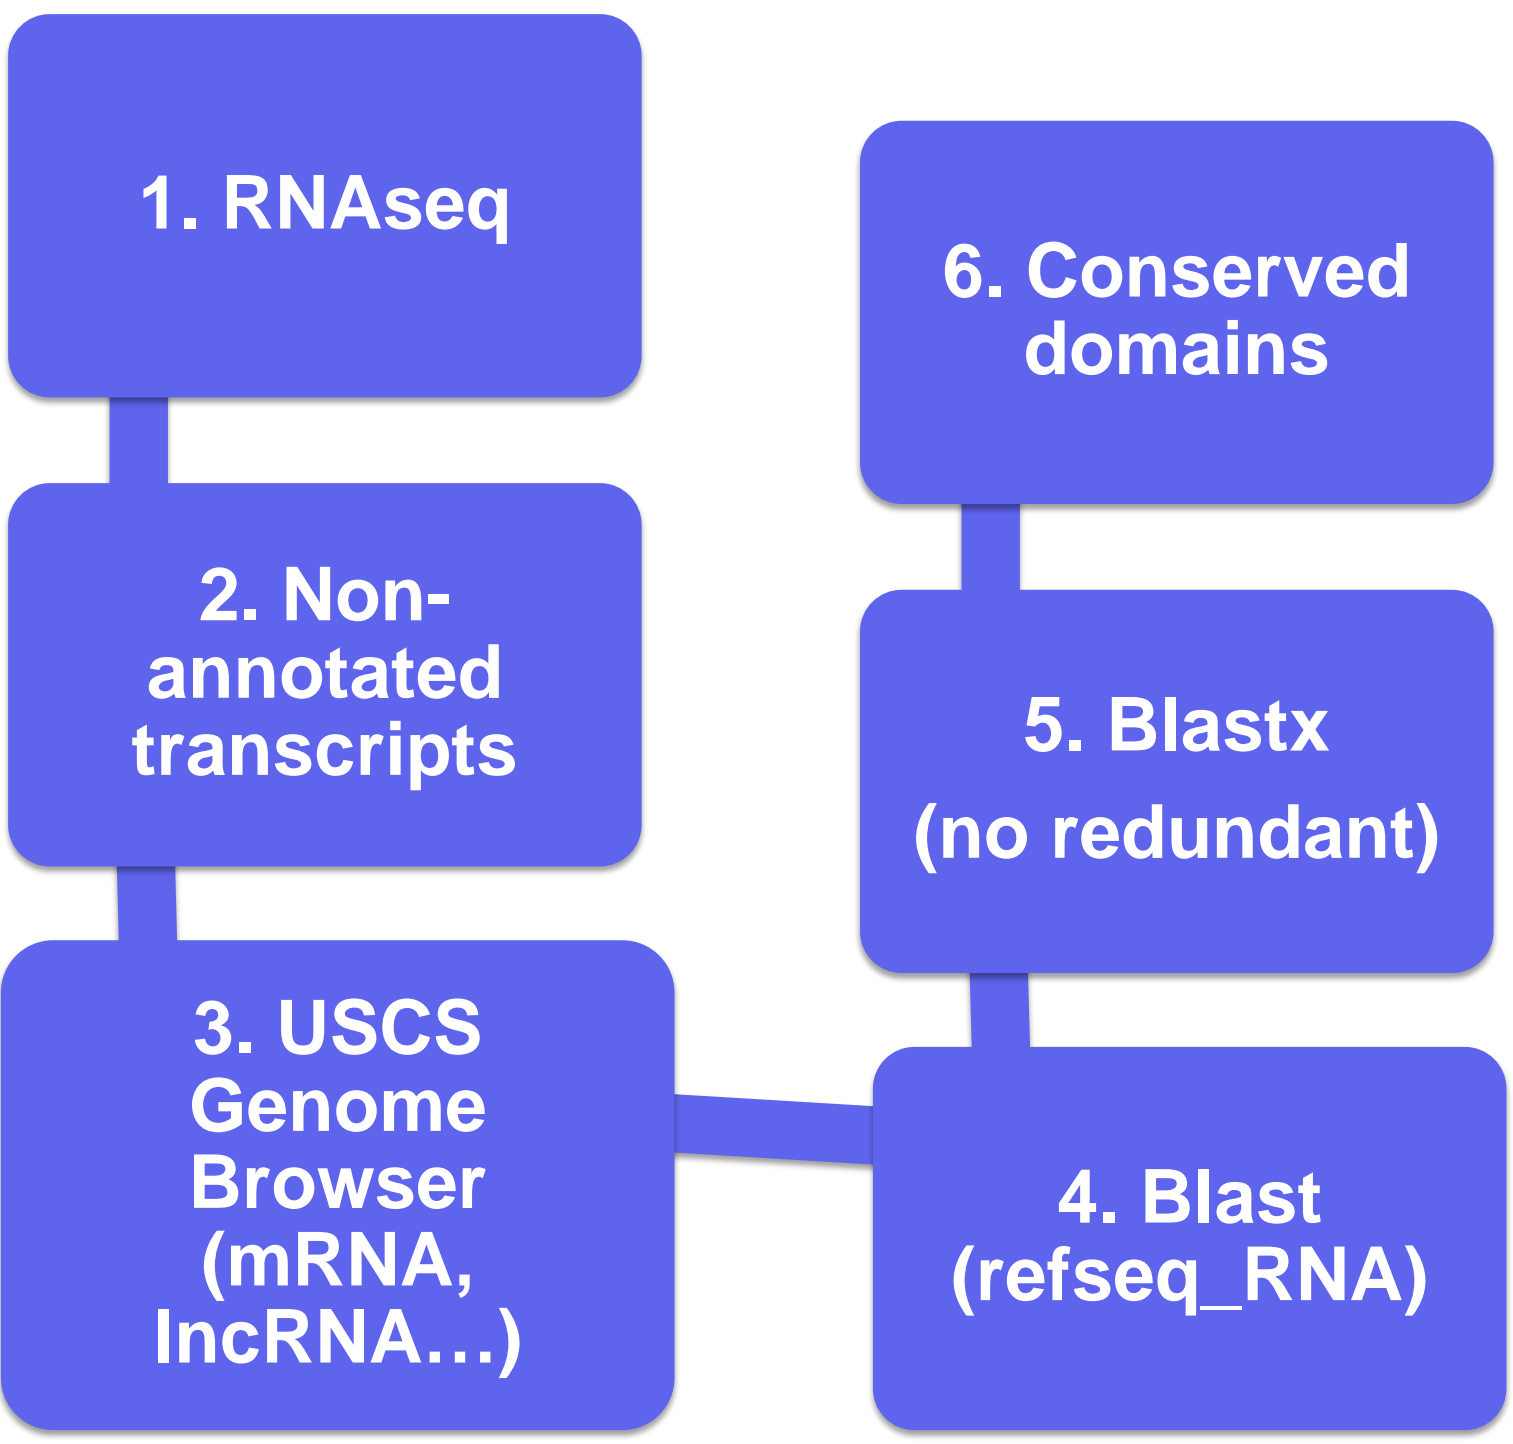 1. RNAseq
2. Non-
annotated
transcripts
3. USCS
Genome
Browser
(mRNA,
lncRNA…)
4. Blast
(refseq_RNA)
5. Blastx
(no redundant)
6. Conserved
domains